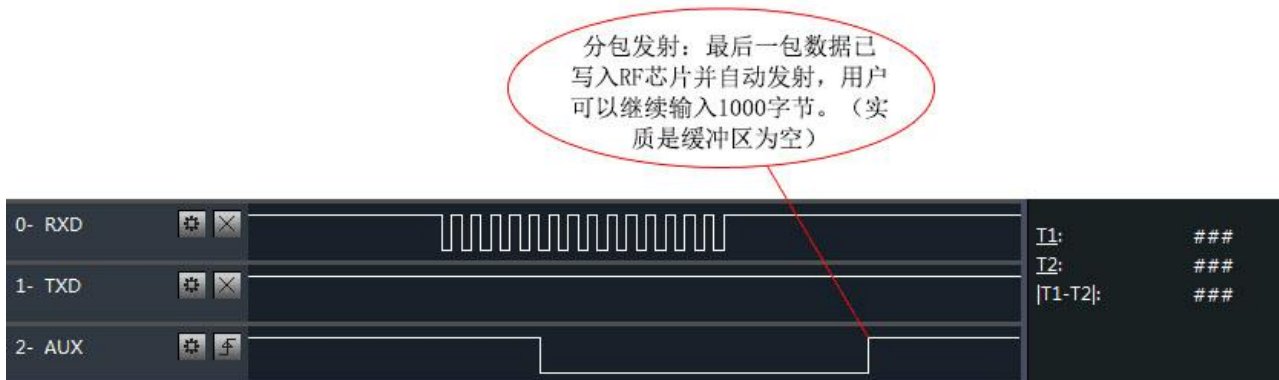 分包发射：最后一包数据已
写入RF芯片并自动发射，用户
可以继续输入1000字节。（实
质是缓冲区为空）
0- RXD
T1: ###
1- TXD
T2: ###
|T1-T2|: ###
2- AUX